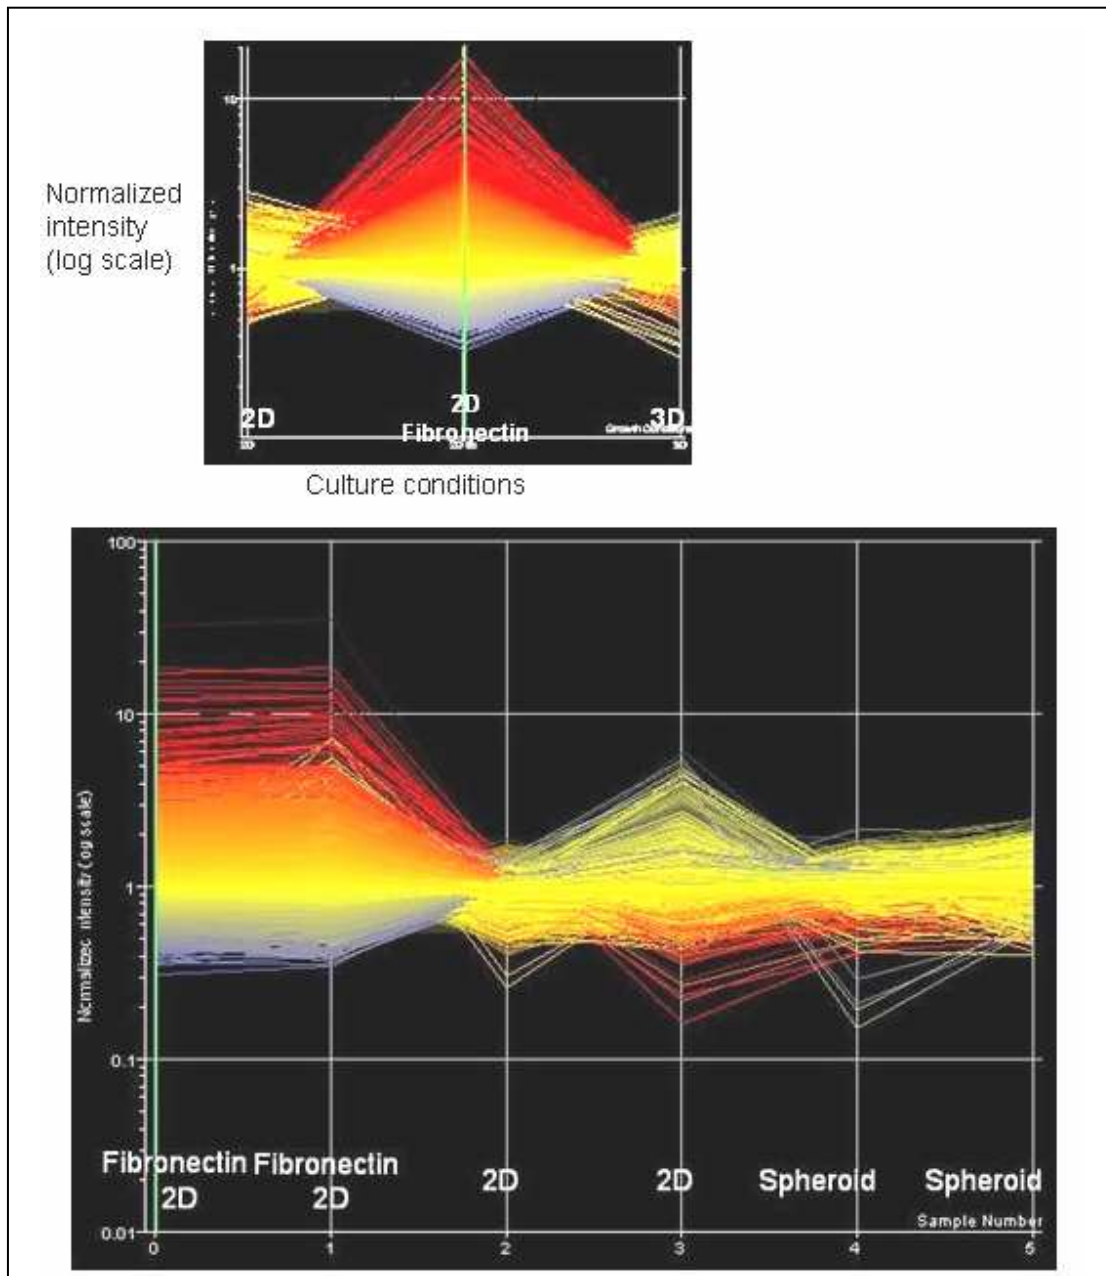 Normalized
intensity
(log scale)
10
1
2D
2D
Fibronectin
3D
Culture conditions
100
10
1
0.1
0.01
Normalized intensity (log scale)
Fibronectin
2D
Fibronectin
2D
2D
2D
Spheroid
Spheroid
Sample Number
0
1
2
3
4
5